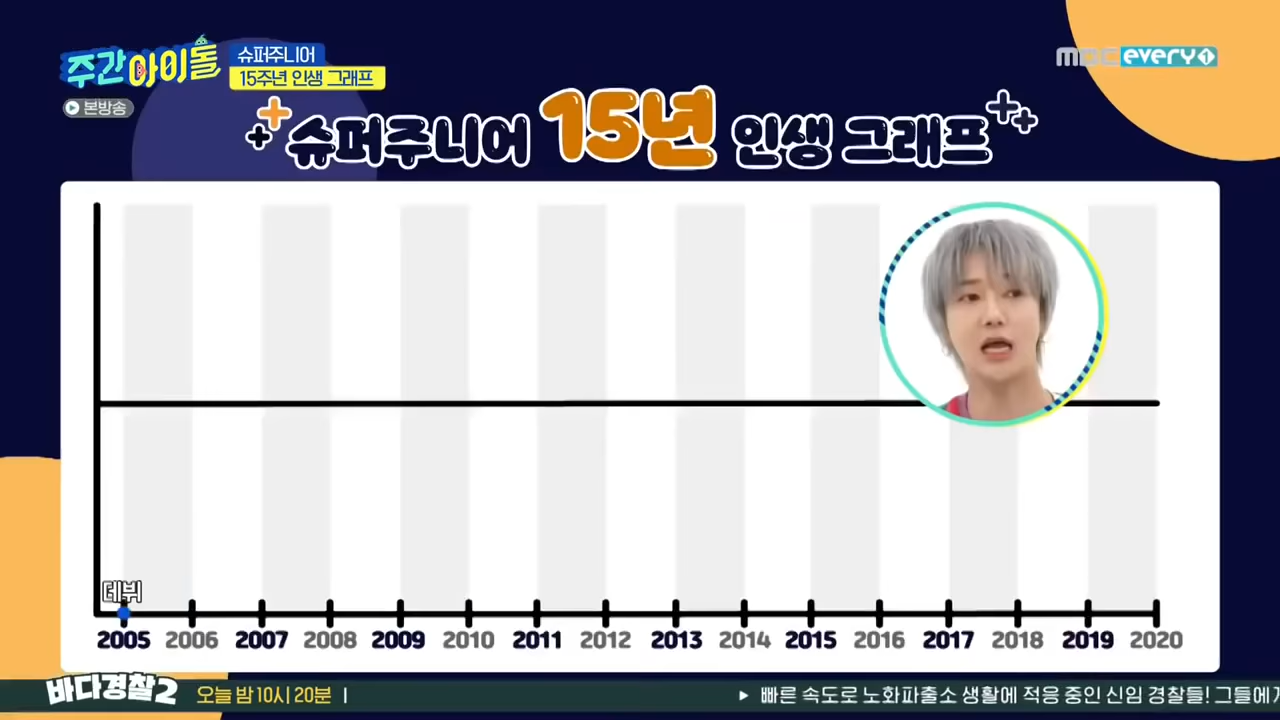 주간아이돌
슈퍼주니어
15주년 인생 그래프
본방송
MBC every1
슈퍼주니어 15년 인생 그래프
데뷔
2005 2006 2007 2008 2009 2010 2011 2012 2013 2014 2015 2016 2017 2018 2019 2020
바다경찰2 오늘 밤 10시 20분 ▶ 빠른 속도로 노화파출소 생활에 적응 중인 신임 경찰들! 그들에게